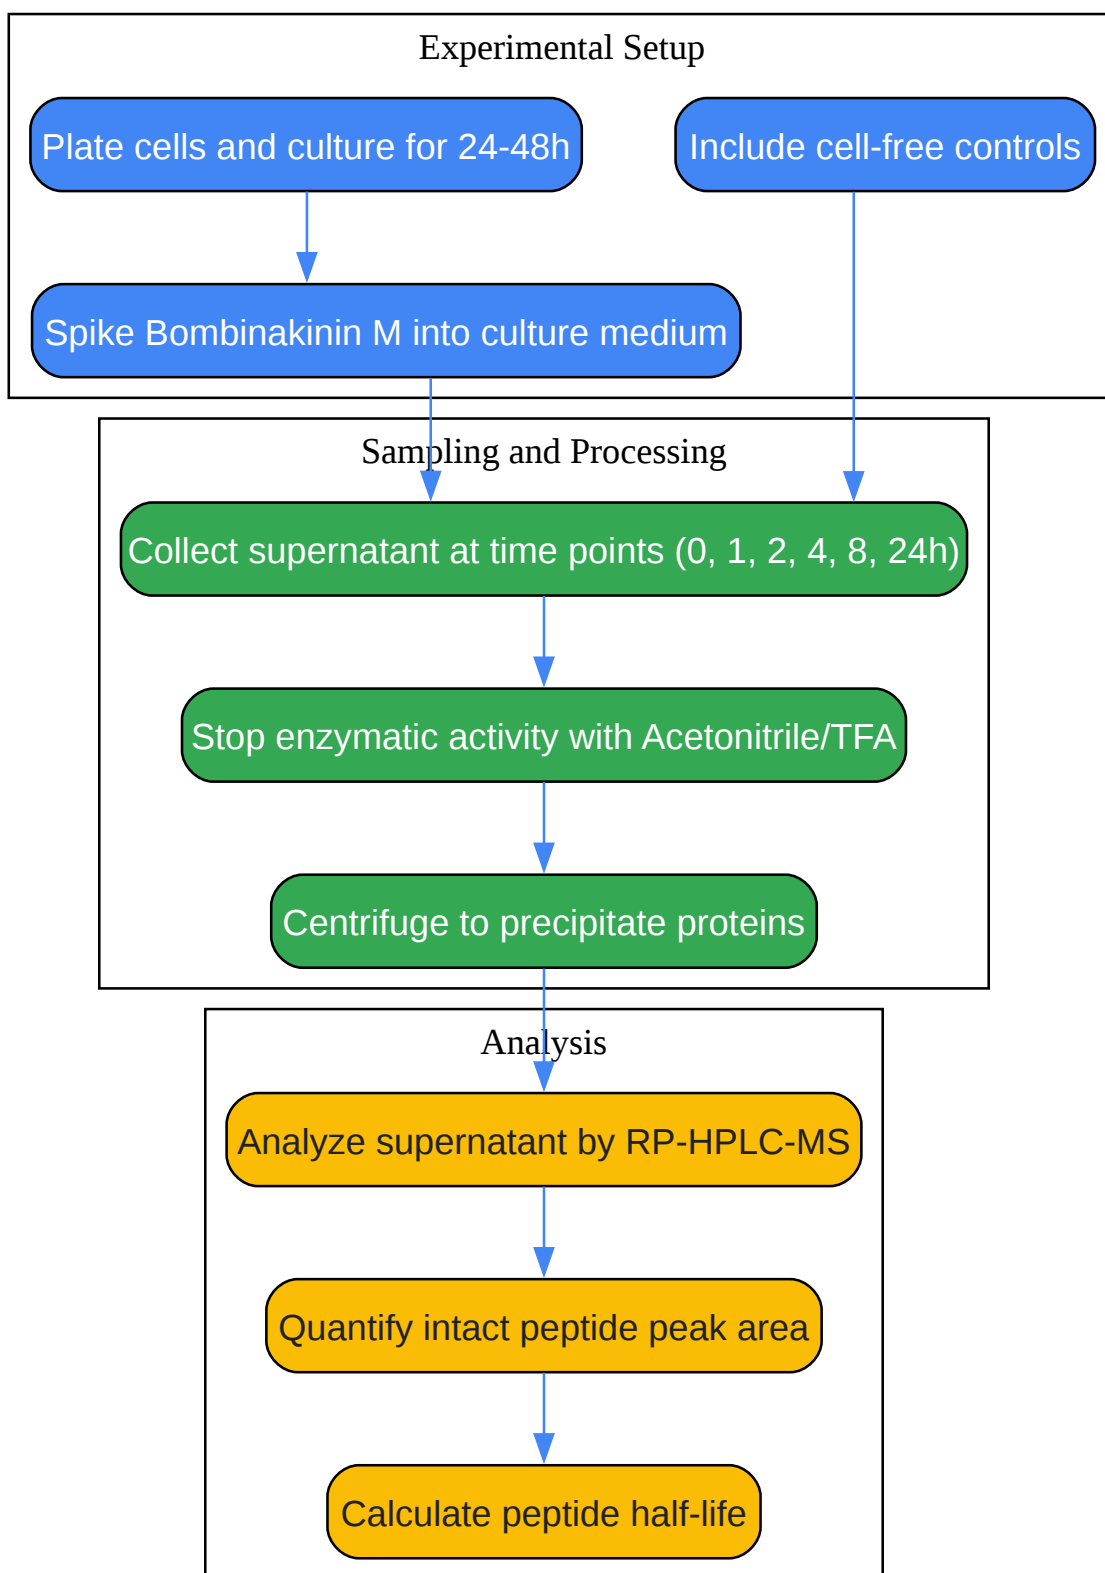 Experimental Setup
Plate cells and culture for 24-48h
Include cell-free controls
Spike Bombinakinin M into culture medium
Sampling and Processing
Collect supernatant at time points (0, 1, 2, 4, 8, 24h)
Stop enzymatic activity with Acetonitrile/TFA
Centrifuge to precipitate proteins
Analysis
Analyze supernatant by RP-HPLC-MS
Quantify intact peptide peak area
Calculate peptide half-life